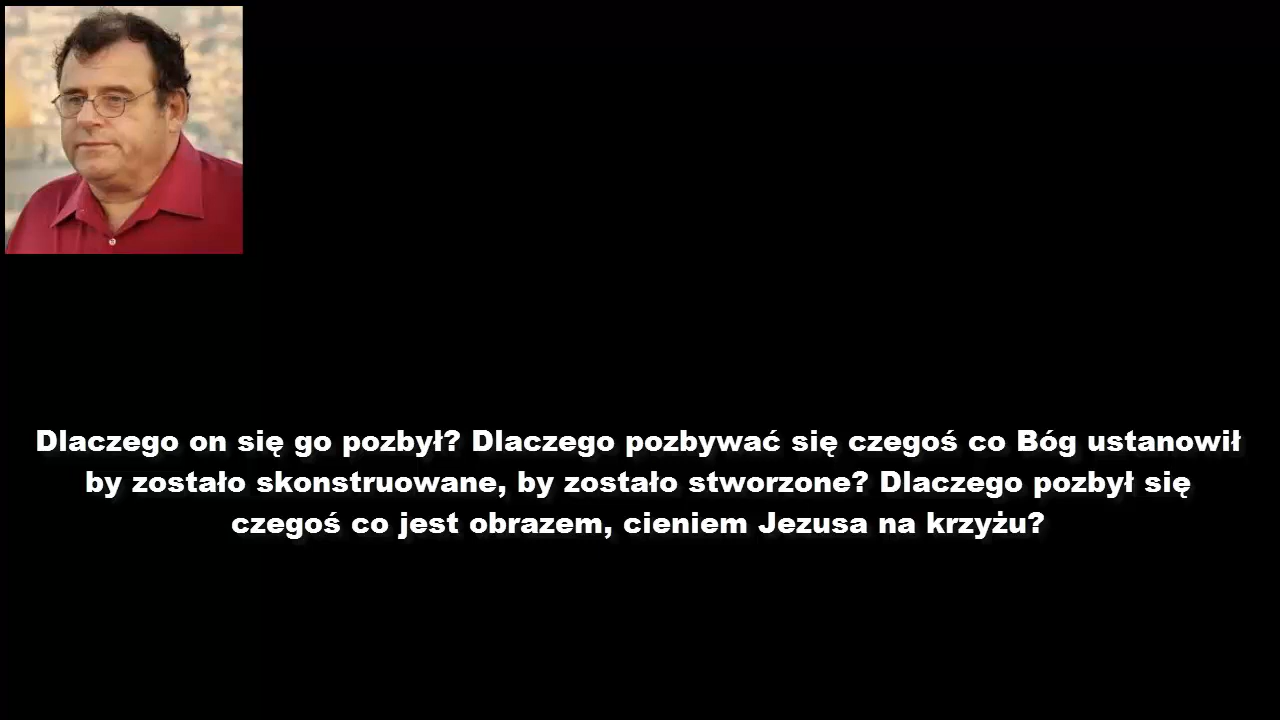 Dlaczego on się go pozbył? Dlaczego pozbywać się czegoś co Bóg ustanowił
by zostało skonstruowane, by zostało stworzone? Dlaczego pozbył się
czegoś co jest obrazem, cieniem Jezusa na krzyżu?